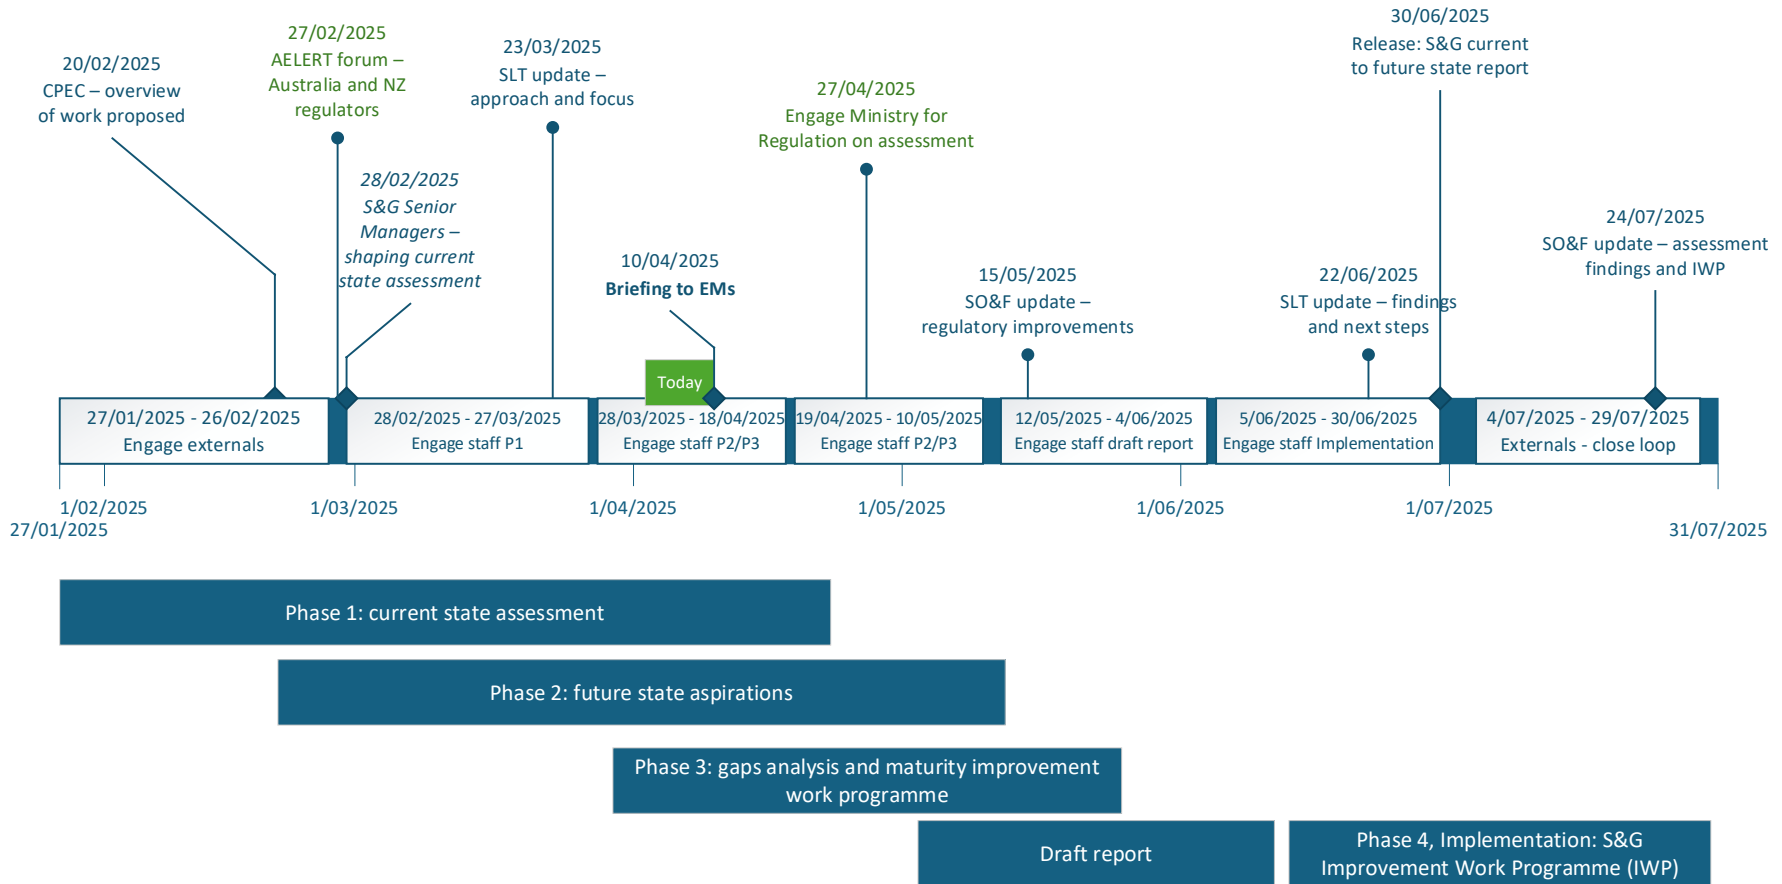 20/02/2025
CPEC – overview
of work proposed
27/02/2025
AELERT forum –
Australia and NZ
regulators
28/02/2025
S&G Senior
Managers –
shaping current
state assessment
23/03/2025
SLT update –
approach and focus
10/04/2025
Briefing to EMs
27/04/2025
Engage Ministry for
Regulation on assessment
15/05/2025
SO&F update –
regulatory improvements
22/06/2025
SLT update – findings
and next steps
30/06/2025
Release: S&G current
to future state report
24/07/2025
SO&F update – assessment
findings and IWP
Today
27/01/2025 - 26/02/2025
Engage externals
28/02/2025 - 27/03/2025
Engage staff P1
28/03/2025 - 18/04/2025
Engage staff P2/P3
19/04/2025 - 10/05/2025
Engage staff P2/P3
12/05/2025 - 4/06/2025
Engage staff draft report
5/06/2025 - 30/06/2025
Engage staff Implementation
4/07/2025 - 29/07/2025
Externals - close loop
1/02/2025
1/03/2025
1/04/2025
1/05/2025
1/06/2025
1/07/2025
27/01/2025
31/07/2025
Phase 1: current state assessment
Phase 2: future state aspirations
Phase 3: gaps analysis and maturity improvement
work programme
Draft report
Phase 4, Implementation: S&G
Improvement Work Programme (IWP)